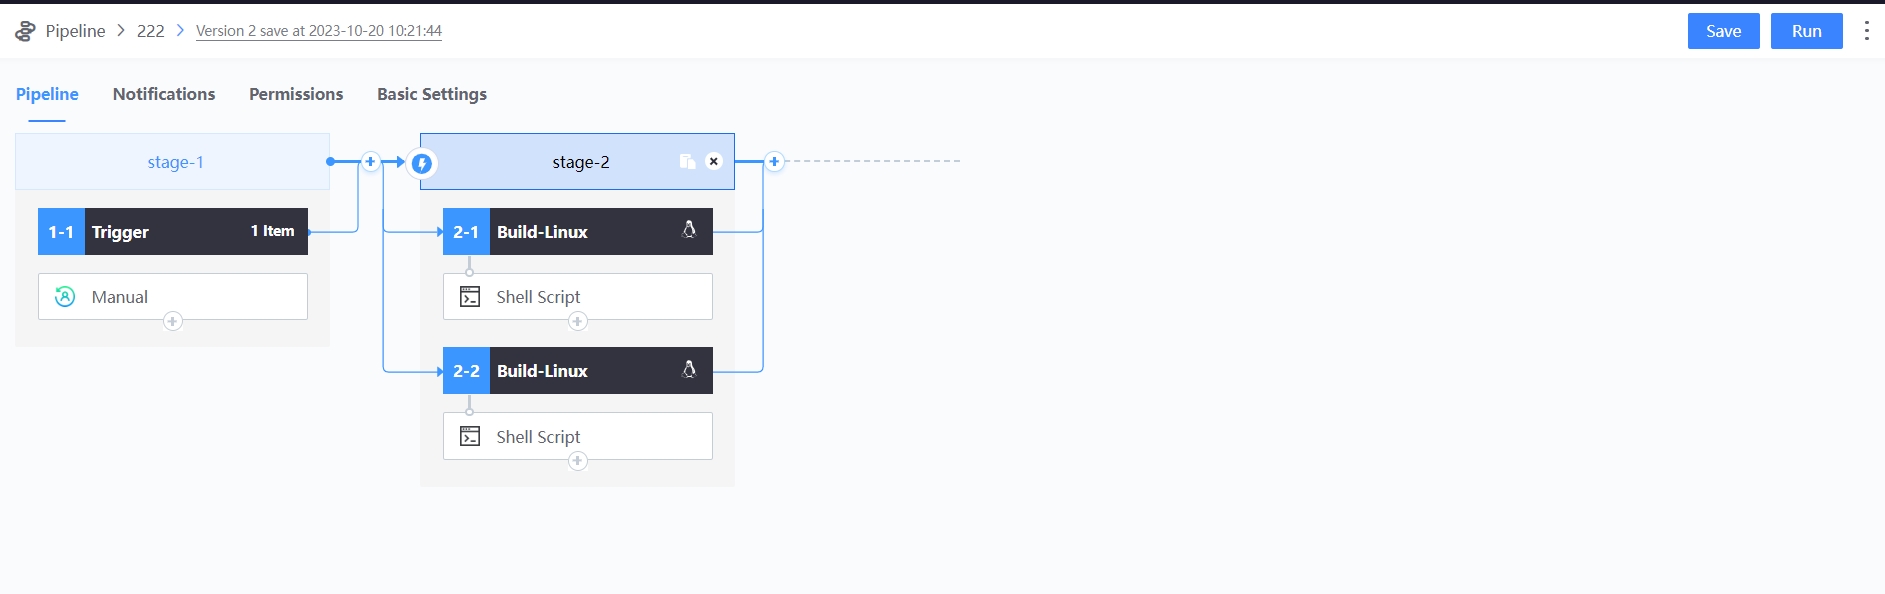 Pipeline > 222 > Version 2 save at 2023-10-20 10:21:44
Save Run
Pipeline Notifications Permissions Basic Settings
stage-1
1-1 Trigger 1 Item
Manual
stage-2
2-1 Build-Linux
Shell Script
2-2 Build-Linux
Shell Script